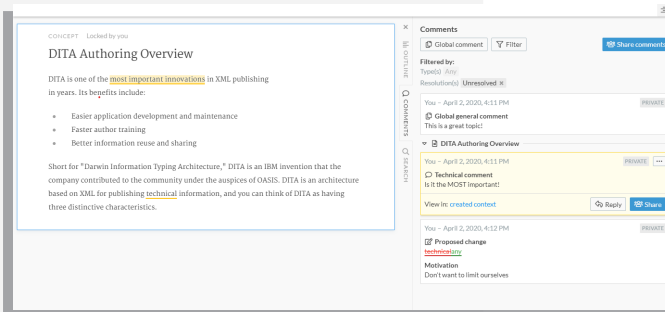 CONCEPT Locked by you
DITA Authoring Overview
DITA is one of the most important innovations in XML publishing
in years. Its benefits include:
• Easier application development and maintenance
• Faster author training
• Better information reuse and sharing
Short for "Darwin Information Typing Architecture," DITA is an IBM invention that the
company contributed to the community under the auspices of OASIS. DITA is an architecture
based on XML for publishing technical information, and you can think of DITA as having
three distinctive characteristics.
×
OUTLINE
COMMENTS
SEARCH
Comments
Global comment Filter Share comments
Filtered by:
Type(s) Any
Resolution(s) Unresolved ×
You – April 2, 2020, 4:11 PM PRIVATE
Global general comment
This is a great topic!
DITA Authoring Overview
You – April 2, 2020, 4:11 PM PRIVATE ...
Technical comment
Is it the MOST important!
View in: created context Reply Share
You – April 2, 2020, 4:12 PM PRIVATE
Proposed change
technicalany
Motivation
Don't want to limit ourselves